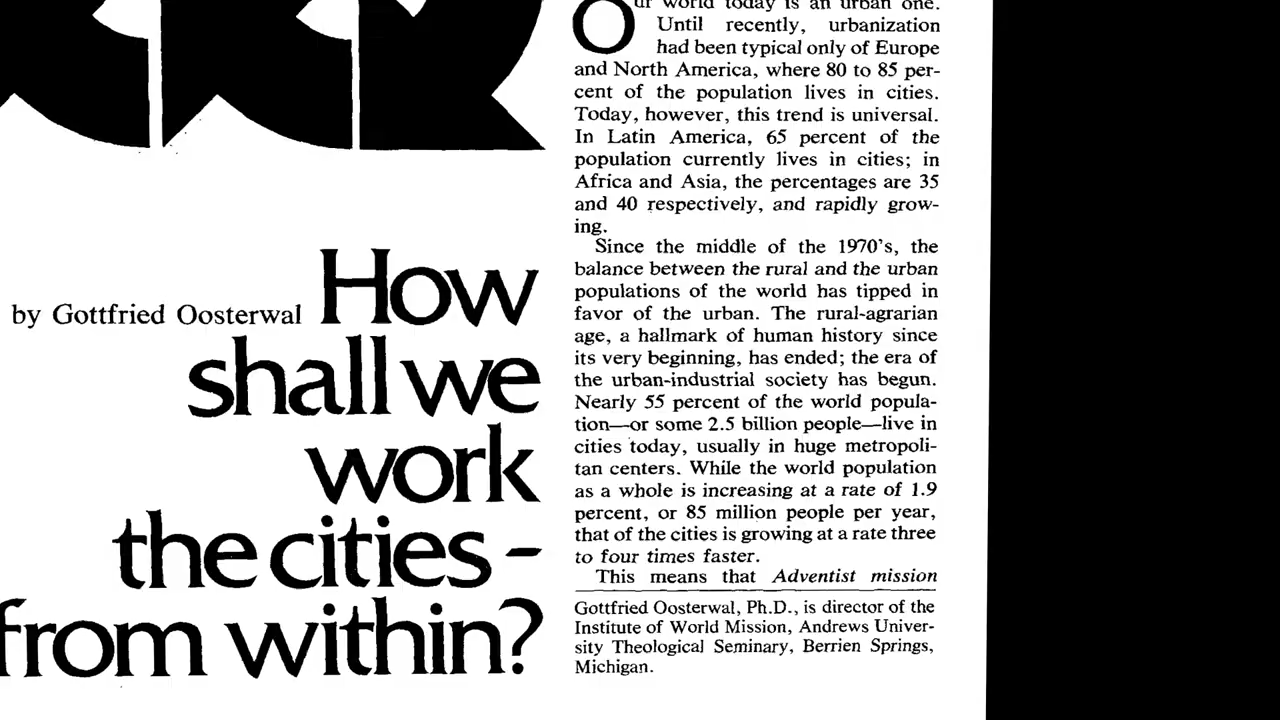 by Gottfried Oosterwal How
shall we
work
the cities -
from within?
Our world today is an urban one.
Until recently, urbanization
had been typical only of Europe
and North America, where 80 to 85 per-
cent of the population lives in cities.
Today, however, this trend is universal.
In Latin America, 65 percent of the
population currently lives in cities; in
Africa and Asia, the percentages are 35
and 40 respectively, and rapidly grow-
ing.
Since the middle of the 1970's, the
balance between the rural and the urban
populations of the world has tipped in
favor of the urban. The rural-agrarian
age, a hallmark of human history since
its very beginning, has ended; the era of
the urban-industrial society has begun.
Nearly 55 percent of the world popula-
tion—or some 2.5 billion people—live in
cities today, usually in huge metropoli-
tan centers. While the world population
as a whole is increasing at a rate of 1.9
percent, or 85 million people per year,
that of the cities is growing at a rate three
to four times faster.
This means that Adventist mission
Gottfried Oosterwal, Ph.D., is director of the
Institute of World Mission, Andrews Univer-
sity Theological Seminary, Berrien Springs,
Michigan.